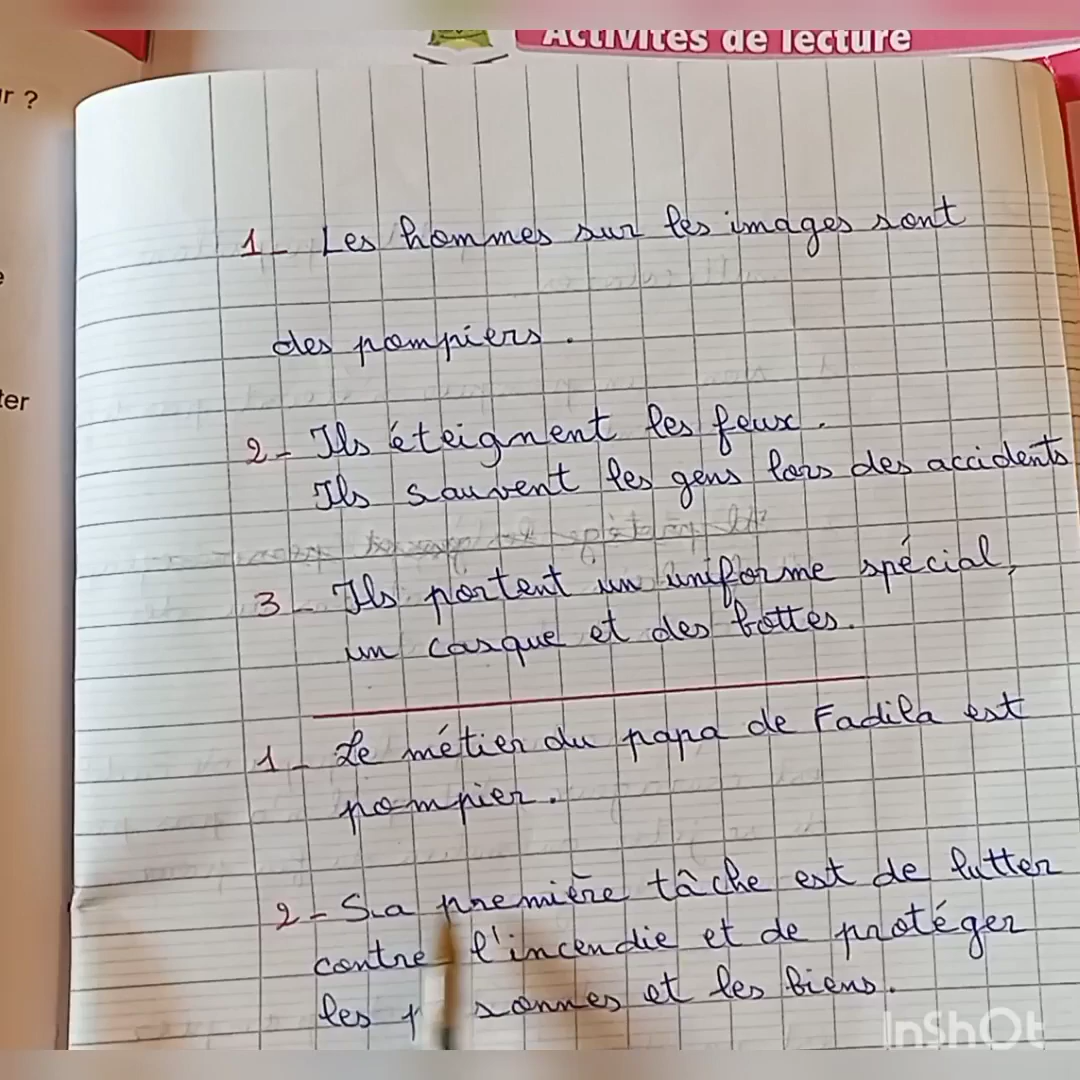 Activités de lecture
r ?
ter
1- Les hommes sur les images sont
des pompiers.
2- Ils éteignent les feux.
Ils sauvent les gens lors des accidents
3- Ils portent un uniforme spécial,
un casque et des bottes.
1- Le métier du papa de Fadila est
pompier.
2- Sa première tâche est de lutter
contre l'incendie et de protéger
les et les biens.
InShOt